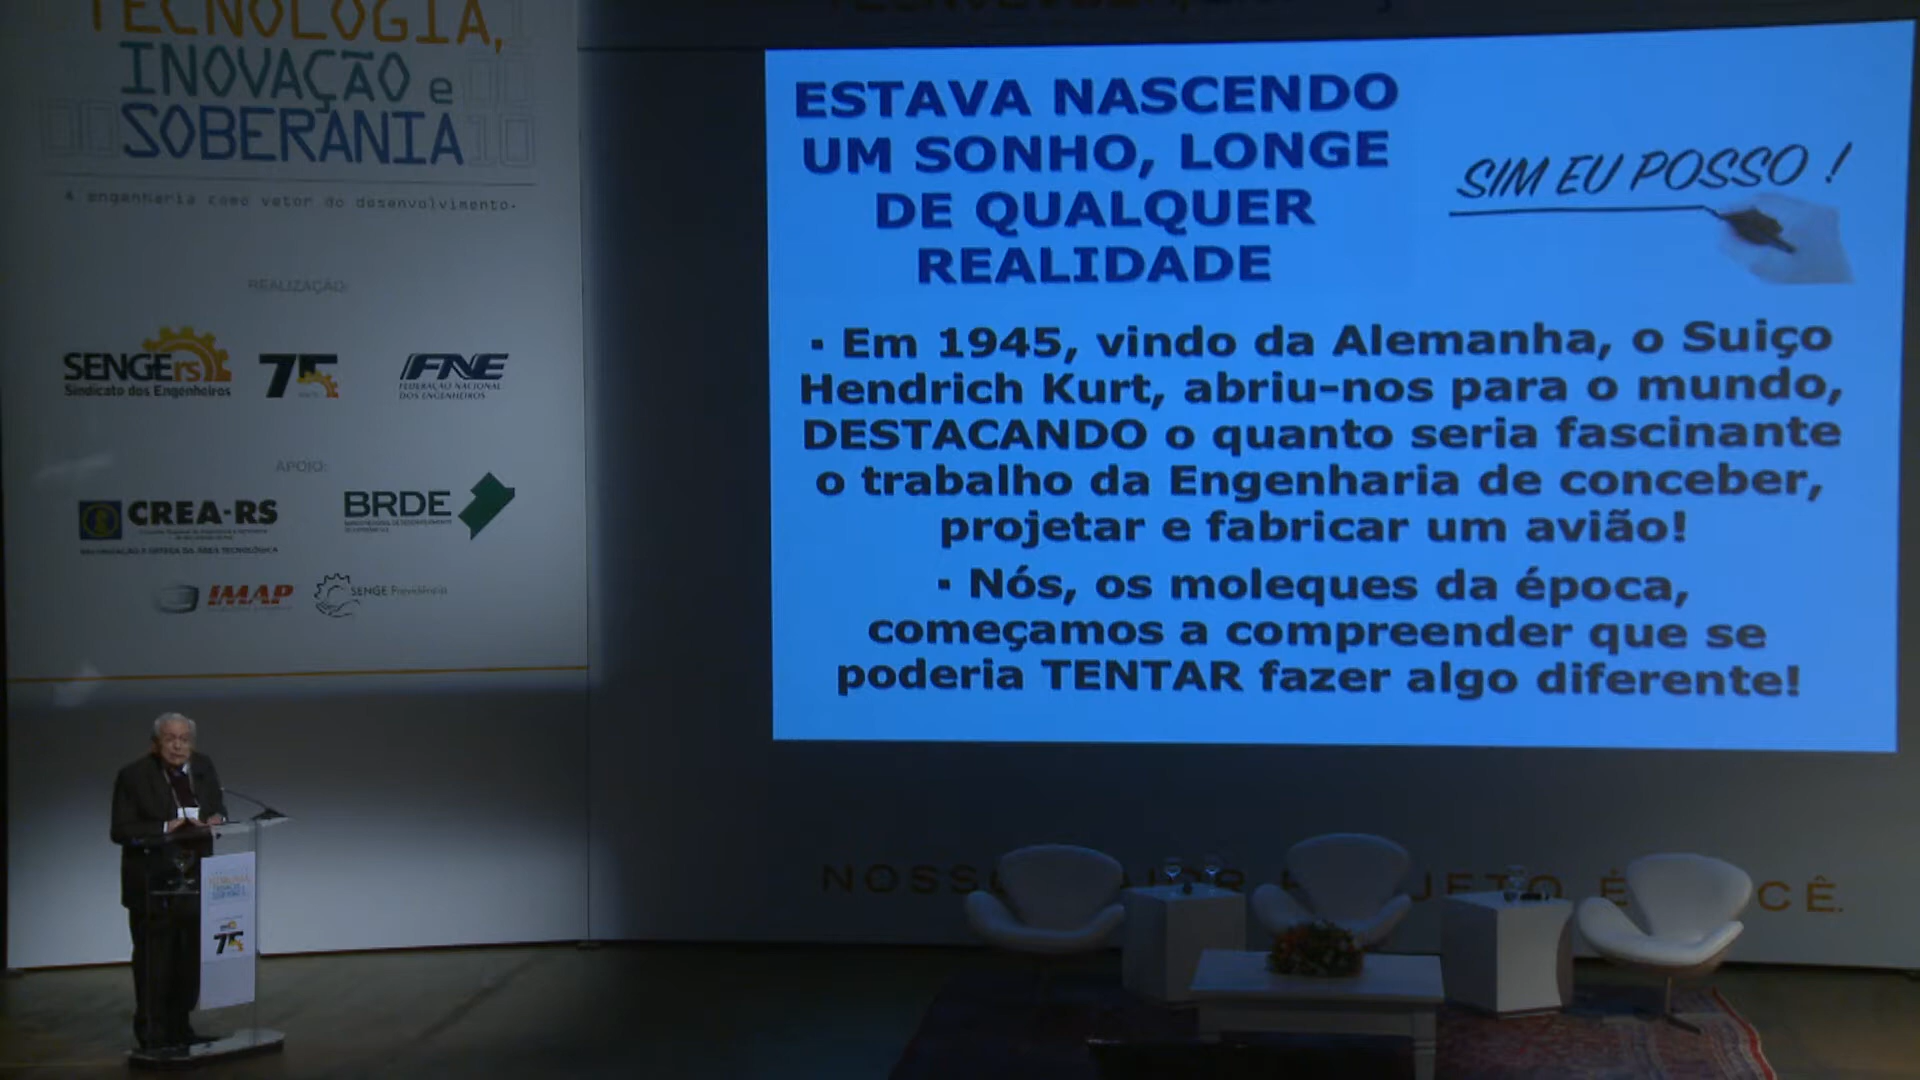 TECNOLOGIA,
INOVAÇÃO e
SOBERANIA
A engenharia como vetor do desenvolvimento.
REALIZAÇÃO:
SENGErs
Sindicato dos Engenheiros
75
FNE
FEDERAÇÃO NACIONAL
DOS ENGENHEIROS
APOIO:
CREA-RS
BRDE
IMAP
SENGE Previdência
ESTAVA NASCENDO
UM SONHO, LONGE
DE QUALQUER
REALIDADE
SIM EU POSSO !
▪ Em 1945, vindo da Alemanha, o Suiço
Hendrich Kurt, abriu-nos para o mundo,
DESTACANDO o quanto seria fascinante
o trabalho da Engenharia de conceber,
projetar e fabricar um avião!
▪ Nós, os moleques da época,
começamos a compreender que se
poderia TENTAR fazer algo diferente!
75